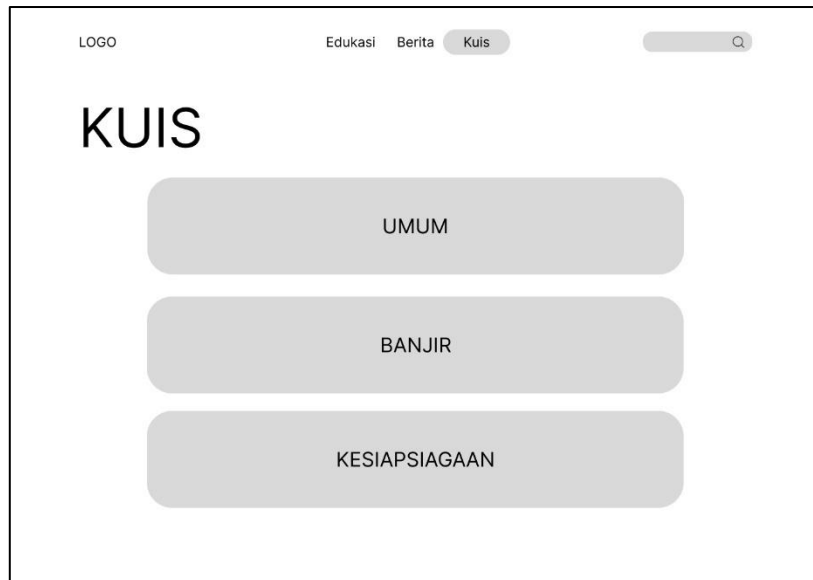 LOGO Edukasi Berita Kuis
KUIS
UMUM
BANJIR
KESIAPSIAGAAN